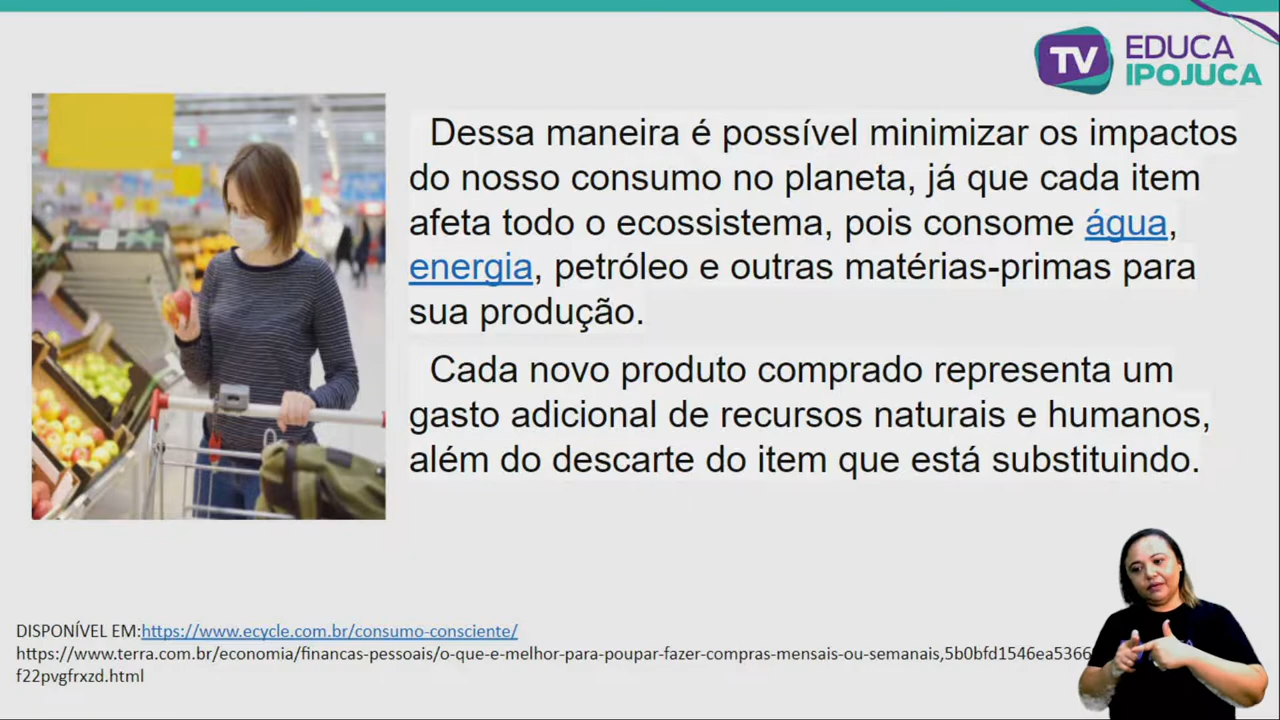 TV EDUCA
IPOJUCA
Dessa maneira é possível minimizar os impactos
do nosso consumo no planeta, já que cada item
afeta todo o ecossistema, pois consome água,
energia, petróleo e outras matérias-primas para
sua produção.
Cada novo produto comprado representa um
gasto adicional de recursos naturais e humanos,
além do descarte do item que está substituindo.
DISPONÍVEL EM:https://www.ecycle.com.br/consumo-consciente/
https://www.terra.com.br/economia/financas-pessoais/o-que-e-melhor-para-poupar-fazer-compras-mensais-ou-semanais,5b0bfd1546ea5366
f22pvgfrxzd.html